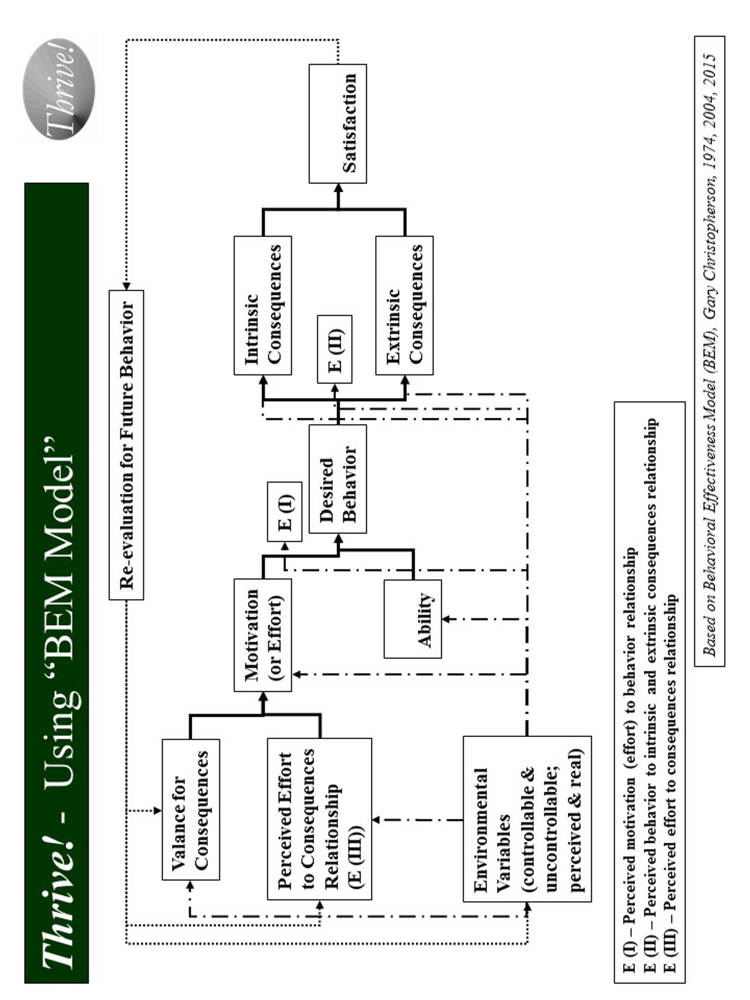 Thrive! - Using “BEM Model”
Thrive!
Re-evaluation for Future Behavior
Valance for
Consequences
Perceived Effort
to Consequences
Relationship
(E (III))
Environmental
Variables
(controllable &
uncontrollable;
perceived & real)
Motivation
(or Effort)
Ability
E (I)
Desired
Behavior
Intrinsic
Consequences
E (II)
Extrinsic
Consequences
Satisfaction
E (I) – Perceived motivation (effort) to behavior relationship
E (II) – Perceived behavior to intrinsic and extrinsic consequences relationship
E (III) – Perceived effort to consequences relationship
Based on Behavioral Effectiveness Model (BEM), Gary Christopherson, 1974, 2004, 2015